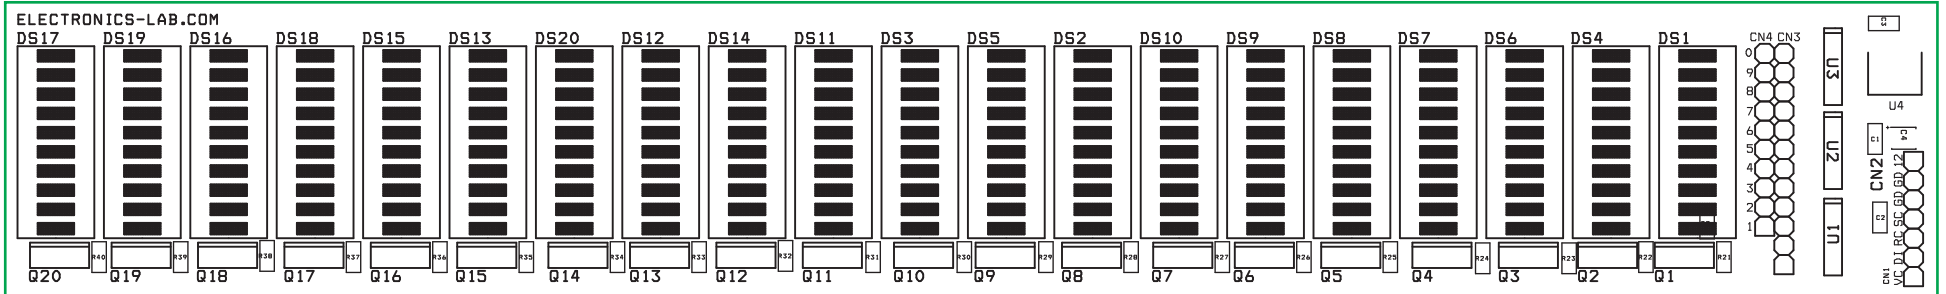 ELECTRONICS-LAB.COM
DS17 DS19 DS16 DS18 DS15 DS13 DS20 DS12 DS14 DS11 DS3 DS5 DS2 DS10 DS9 DS8 DS7 DS6 DS4 DS1
CN4 CN3
0
9
8
7
6
5
4
3
2
1
R40 R39 R38 R37 R36 R35 R34 R33 R32 R31 R30 R29 R28 R27 R26 R25 R24 R23 R22 R21
Q20 Q19 Q18 Q17 Q16 Q15 Q14 Q13 Q12 Q11 Q10 Q9 Q8 Q7 Q6 Q5 Q4 Q3 Q2 Q1
U3
U2
U1
C3
U4
C1
C4
CN2
C2
CN1
VC DI RC SC GD GD 12